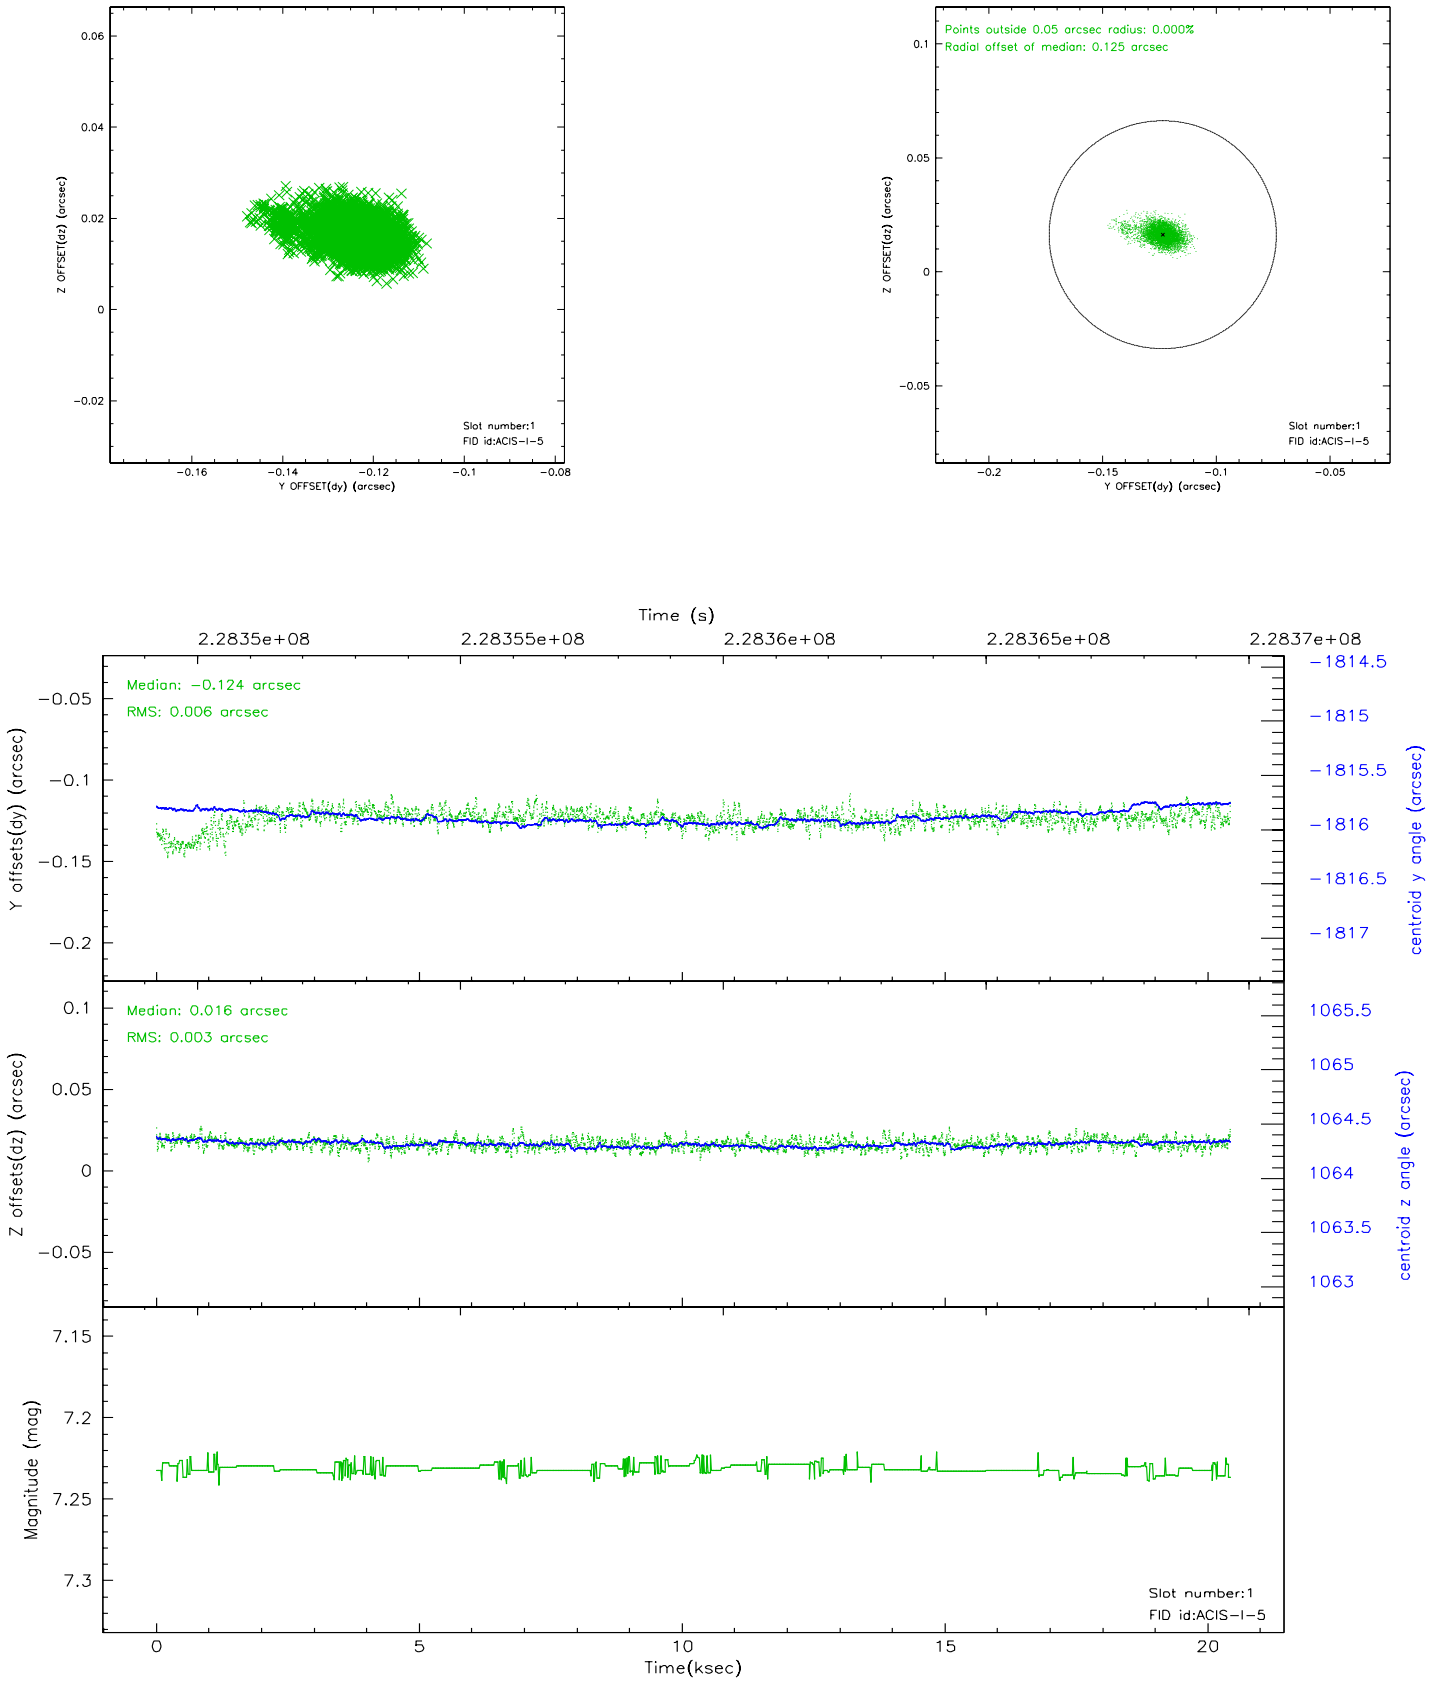 0.06
0.04
0.02
0
-0.02
Z OFFSET(dz) (arcsec)
Slot number:1
FID id:ACIS-I-5
-0.16 -0.14 -0.12 -0.1 -0.08
Y OFFSET(dy) (arcsec)
Points outside 0.05 arcsec radius: 0.000%
Radial offset of median: 0.125 arcsec
0.1
0.05
0
-0.05
Z OFFSET(dz) (arcsec)
Slot number:1
FID id:ACIS-I-5
-0.2 -0.15 -0.1 -0.05
Y OFFSET(dy) (arcsec)
Time (s)
2.2835e+08 2.28355e+08 2.2836e+08 2.28365e+08 2.2837e+08
Median: -0.124 arcsec
RMS: 0.006 arcsec
-0.05
-0.1
-0.15
-0.2
Y offsets(dy) (arcsec)
-1814.5
-1815
-1815.5
-1816
-1816.5
-1817
centroid y angle (arcsec)
Median: 0.016 arcsec
RMS: 0.003 arcsec
0.1
0.05
0
-0.05
Z offsets(dz) (arcsec)
1065.5
1065
1064.5
1064
1063.5
1063
centroid z angle (arcsec)
7.15
7.2
7.25
7.3
Magnitude (mag)
Slot number:1
FID id:ACIS-I-5
0 5 10 15 20
Time(ksec)